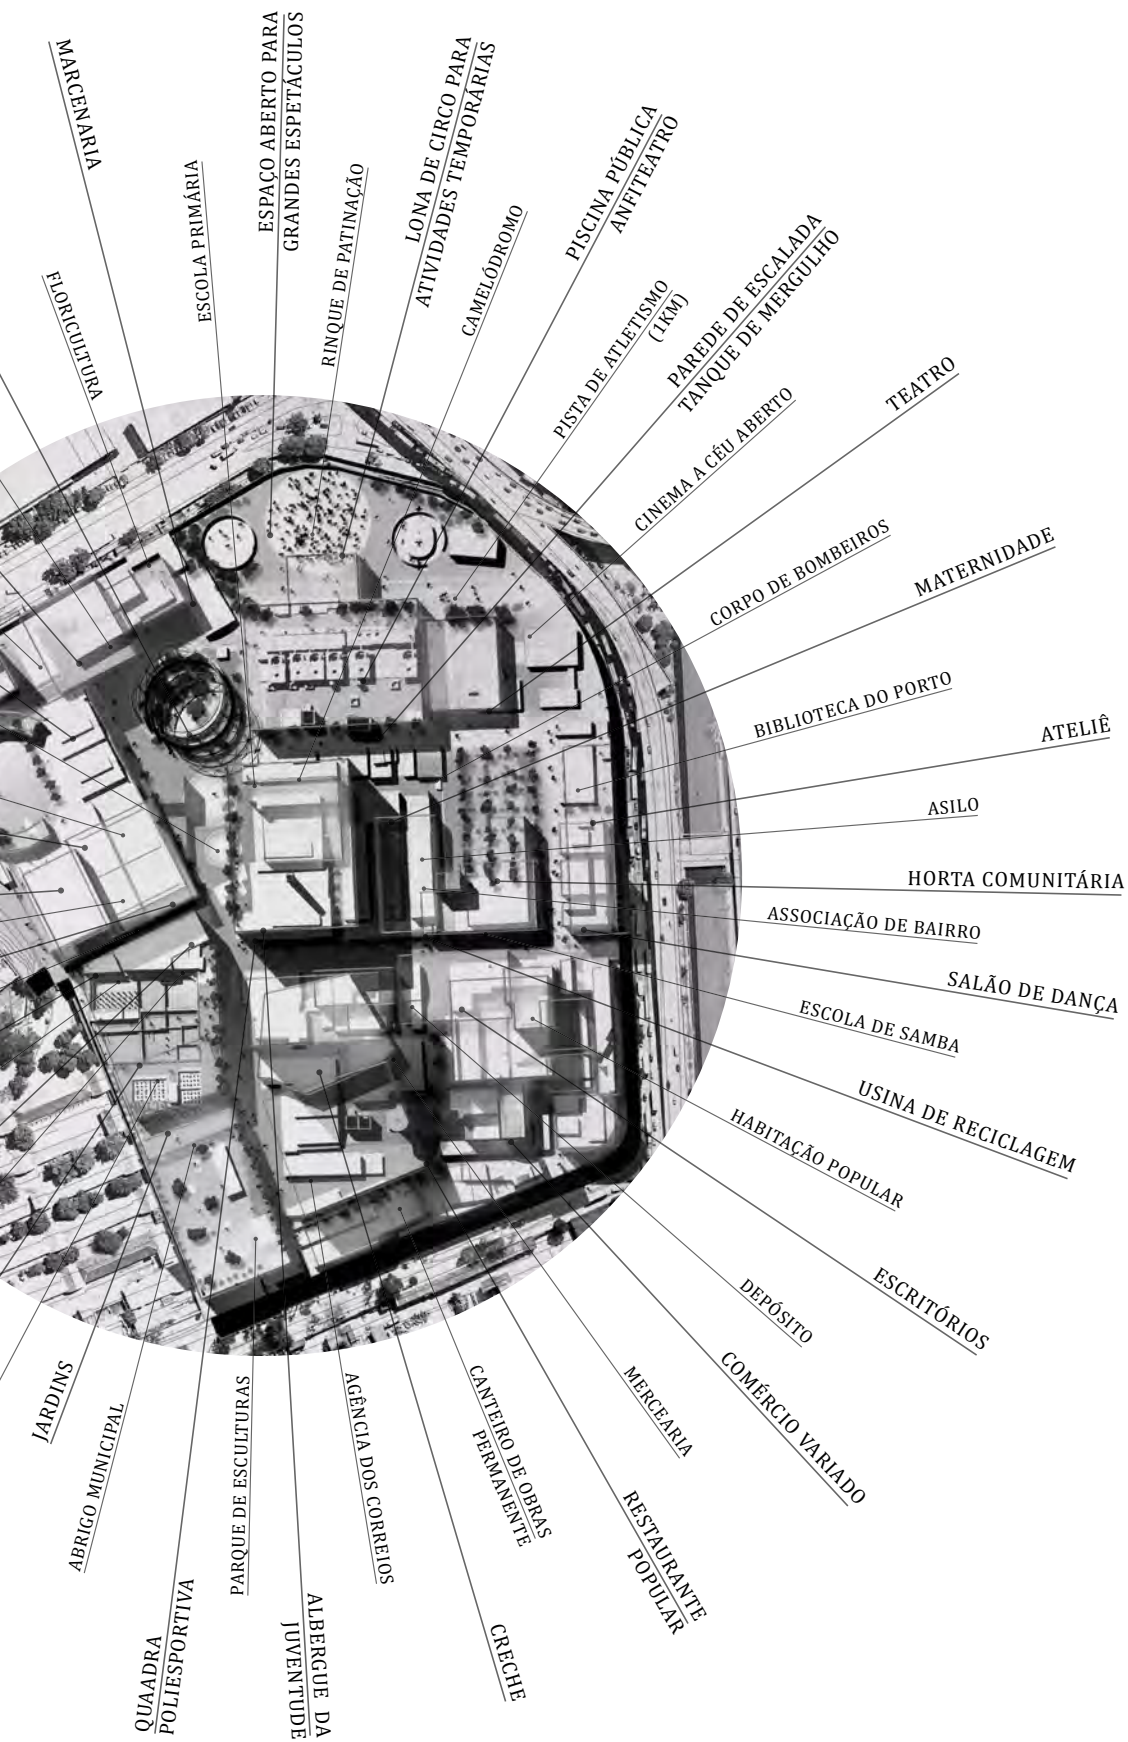 MARCENARIA
FLORICULTURA
ESCOLA PRIMÁRIA
ESPAÇO ABERTO PARA
GRANDES ESPETÁCULOS
RINQUE DE PATINAÇÃO
LONA DE CIRCO PARA
ATIVIDADES TEMPORÁRIAS
CAMELÓDROMO
PISCINA PÚBLICA
ANFITEATRO
PISTA DE ATLETISMO
(1KM)
PAREDE DE ESCALADA
TANQUE DE MERGULHO
CINEMA A CÉU ABERTO
TEATRO
CORPO DE BOMBEIROS
MATERNIDADE
BIBLIOTECA DO PORTO
ATELIÊ
ASILO
HORTA COMUNITÁRIA
ASSOCIAÇÃO DE BAIRRO
SALÃO DE DANÇA
ESCOLA DE SAMBA
USINA DE RECICLAGEM
HABITAÇÃO POPULAR
ESCRITÓRIOS
DEPÓSITO
COMÉRCIO VARIADO
MERCEARIA
RESTAURANTE
POPULAR
CANTEIRO DE OBRAS
PERMANENTE
CRECHE
AGÊNCIA DOS CORREIOS
ALBERGUE DA
JUVENTUDE
PARQUE DE ESCULTURAS
QUAADRA
POLIESPORTIVA
ABRIGO MUNICIPAL
JARDINS